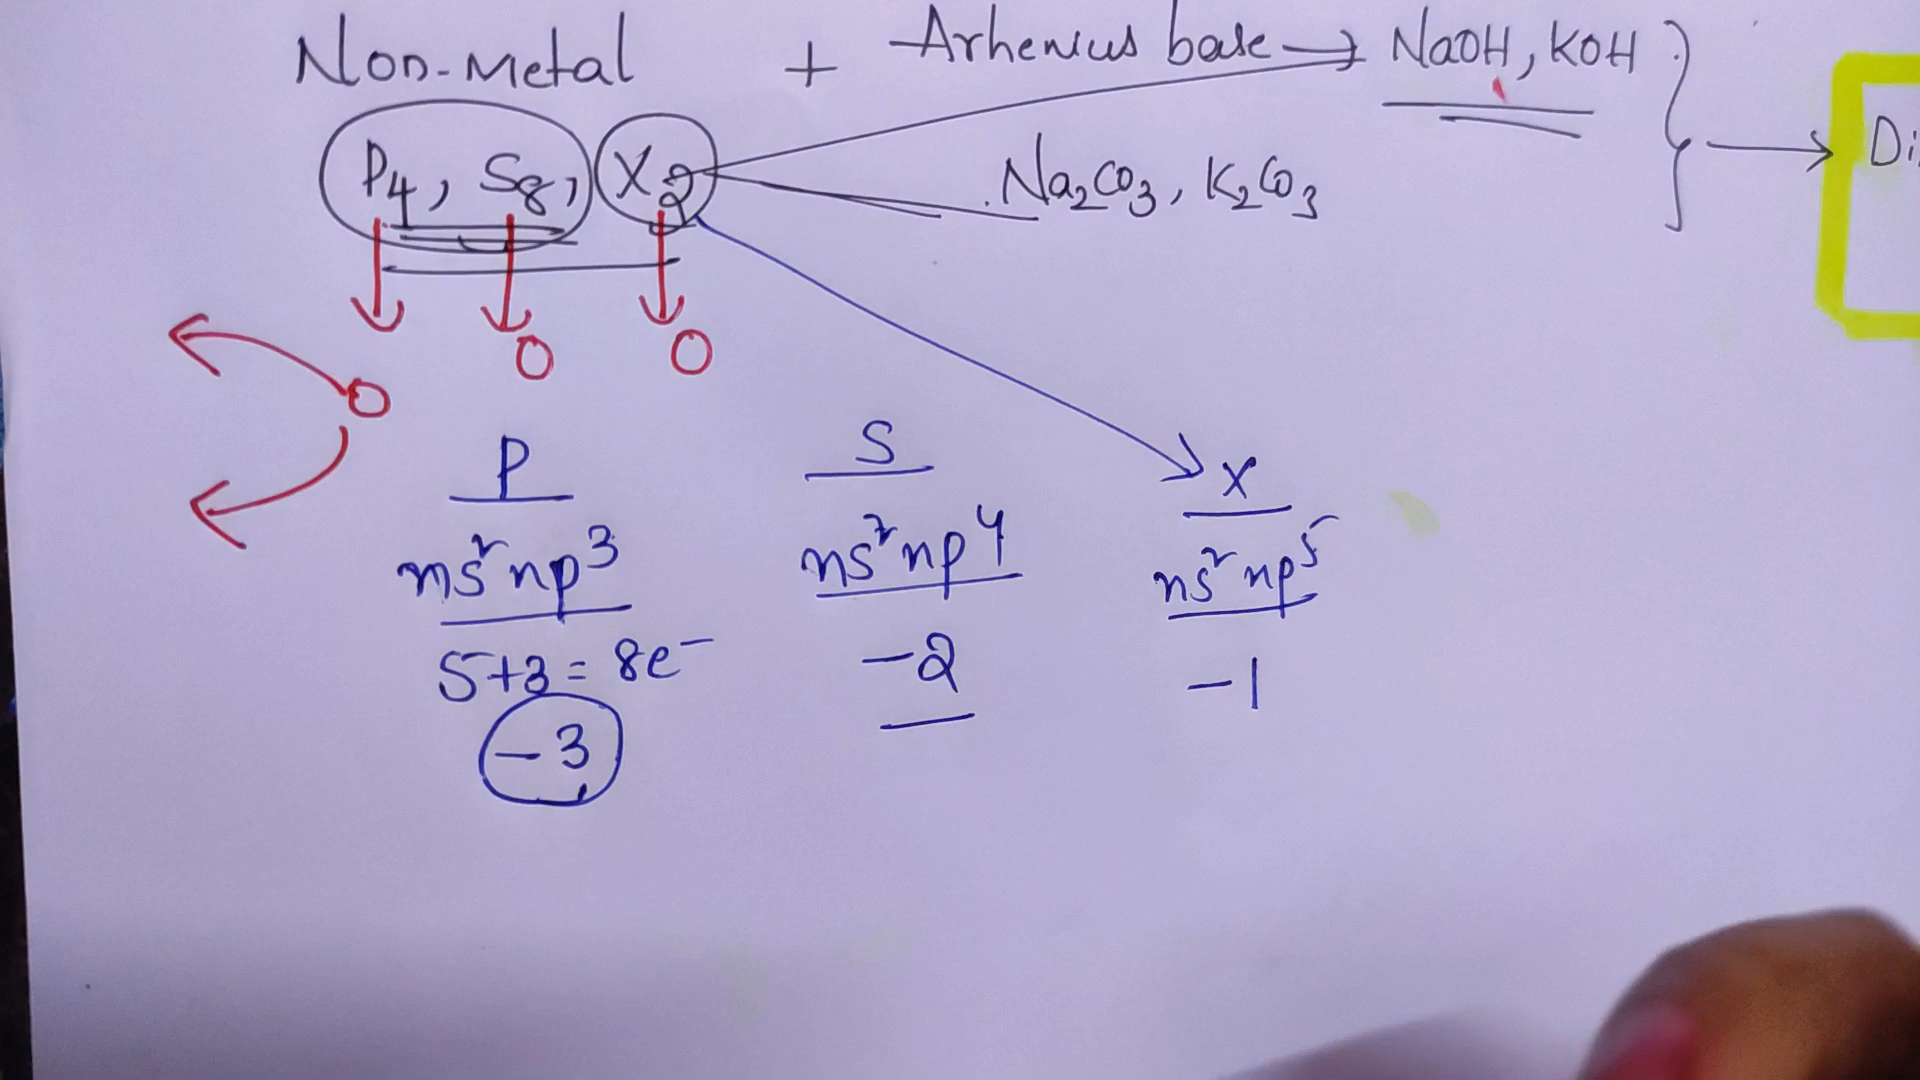 Non-Metal + Arhenius base → NaOH, KOH
P₄, S₈, X₂ Na₂CO₃, K₂CO₃ → Di
0 0 0
P S X
ns²np³ ns²np⁴ ns²np⁵
5+3 = 8e⁻ -2 -1
-3